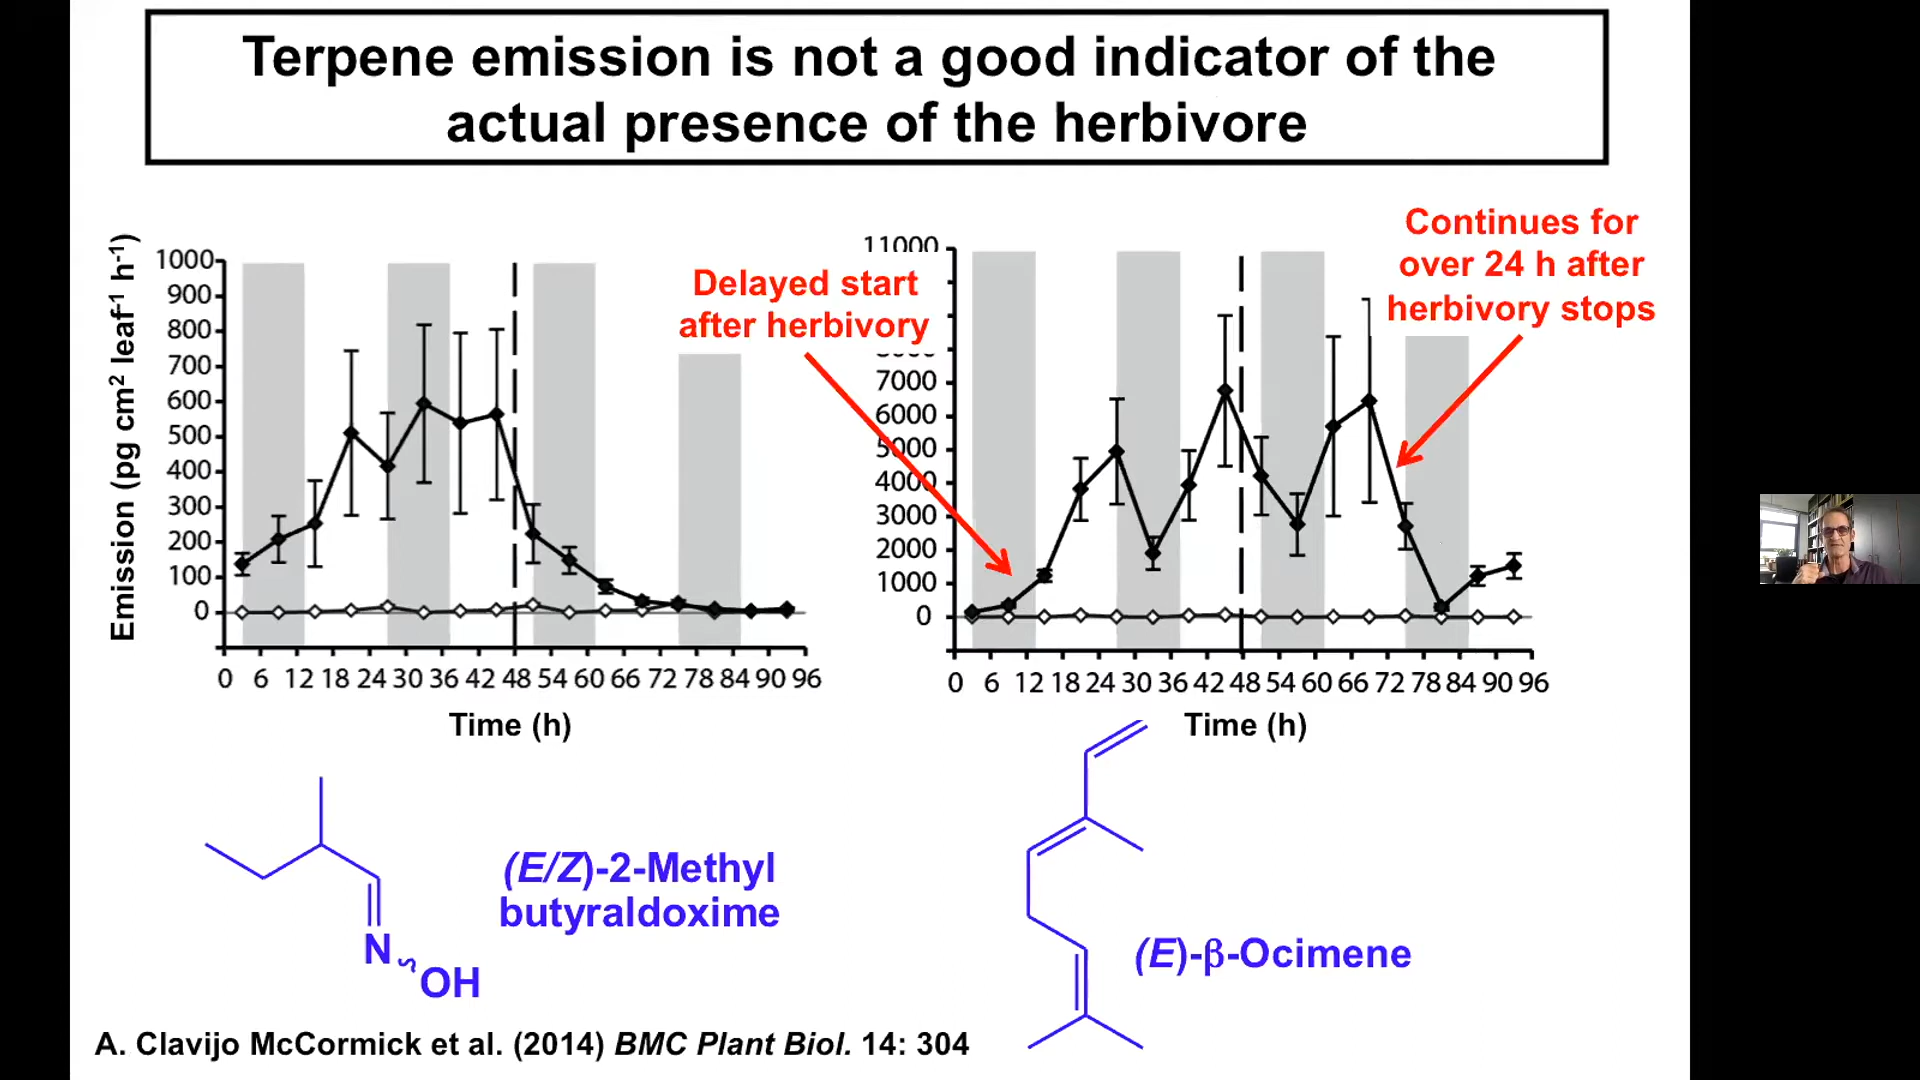 Terpene emission is not a good indicator of the
actual presence of the herbivore
Emission (pg cm² leaf⁻¹ h⁻¹)
1000
900
800
700
600
500
400
300
200
100
0
0 6 12 18 24 30 36 42 48 54 60 66 72 78 84 90 96
Time (h)
Delayed start
after herbivory
Continues for
over 24 h after
herbivory stops
11000
7000
6000
5000
4000
3000
2000
1000
0
0 6 12 18 24 30 36 42 48 54 60 66 72 78 84 90 96
Time (h)
(E/Z)-2-Methyl
butyraldoxime
N
OH
(E)-β-Ocimene
A. Clavijo McCormick et al. (2014) BMC Plant Biol. 14: 304